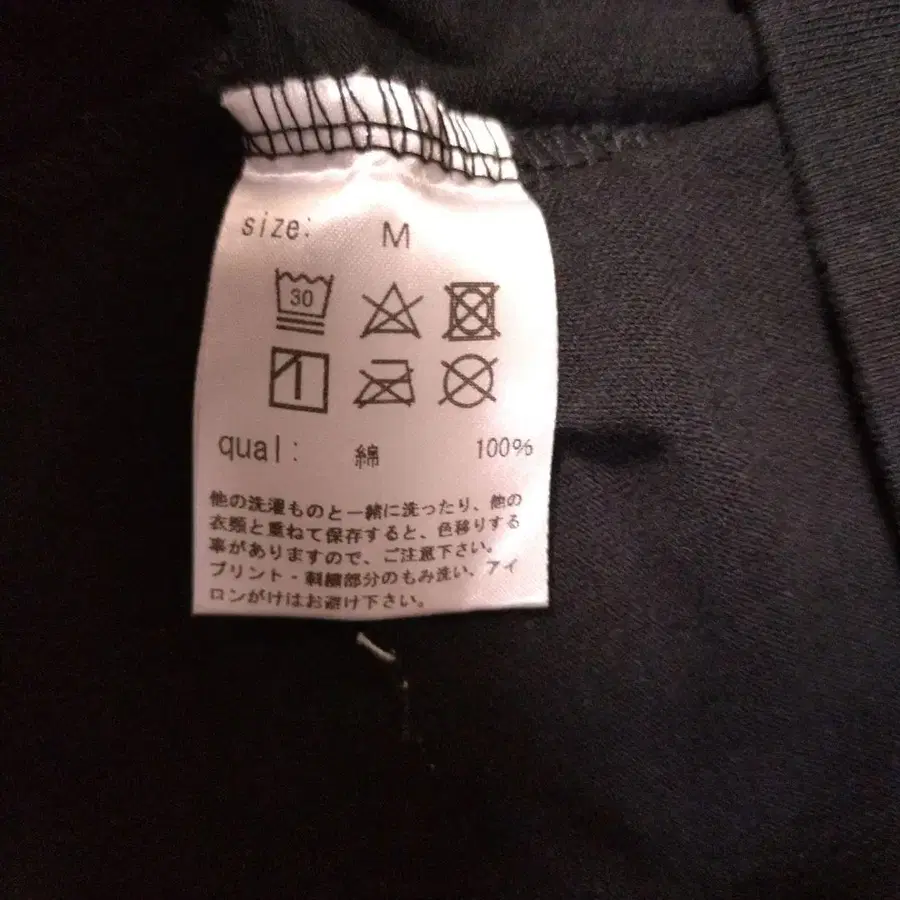 size: M
30
qual: 綿 100%
他の洗濯ものと一緒に洗ったり、他の
衣類と重ねて保存すると、色移りする
事がありますので、ご注意下さい。
プリント・刺繍部分のもみ洗い、アイ
ロンがけはお避け下さい。